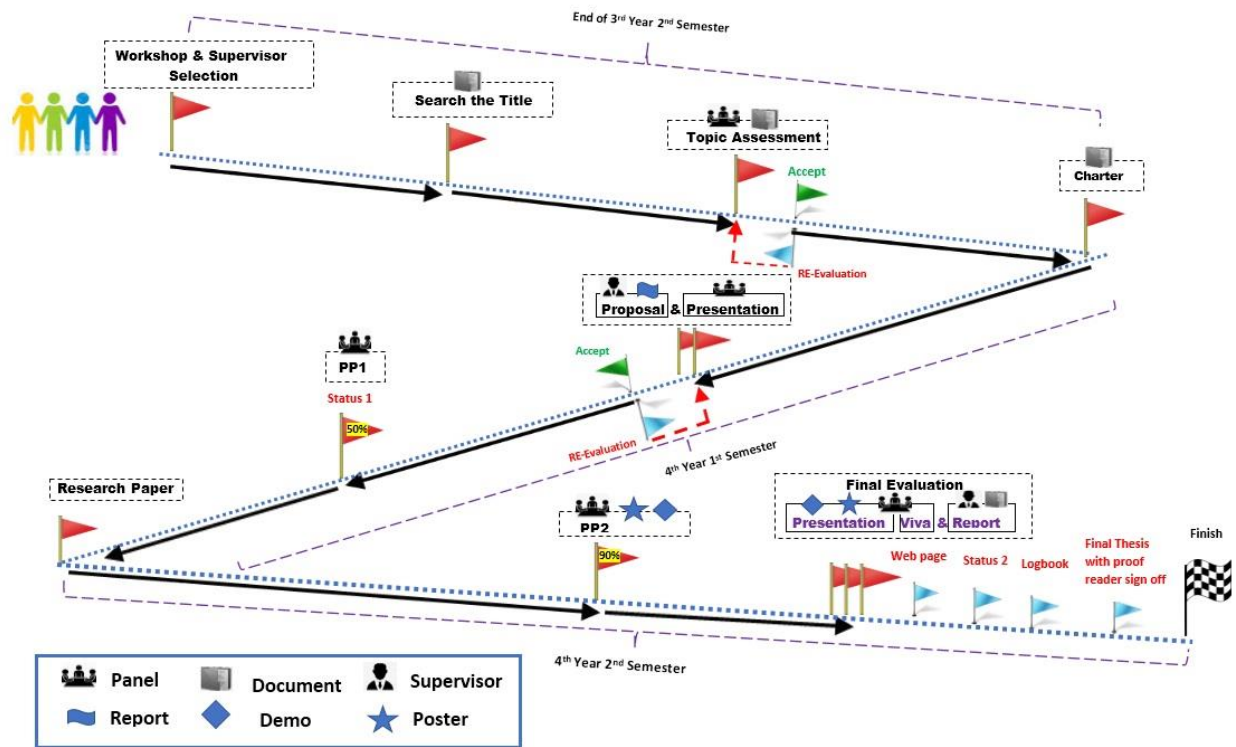 End of 3rd Year 2nd Semester
Workshop & Supervisor
Selection
Search the Title
Topic Assessment
Accept
Charter
RE-Evaluation
Proposal & Presentation
Accept
PP1
Status 1
50%
RE-Evaluation
4th Year 1st Semester
Research Paper
PP2
90%
Final Evaluation
Presentation Viva & Report
Web page
Status 2
Logbook
Final Thesis
with proof
reader sign off
Finish
4th Year 2nd Semester
Panel
Document
Supervisor
Report
Demo
Poster